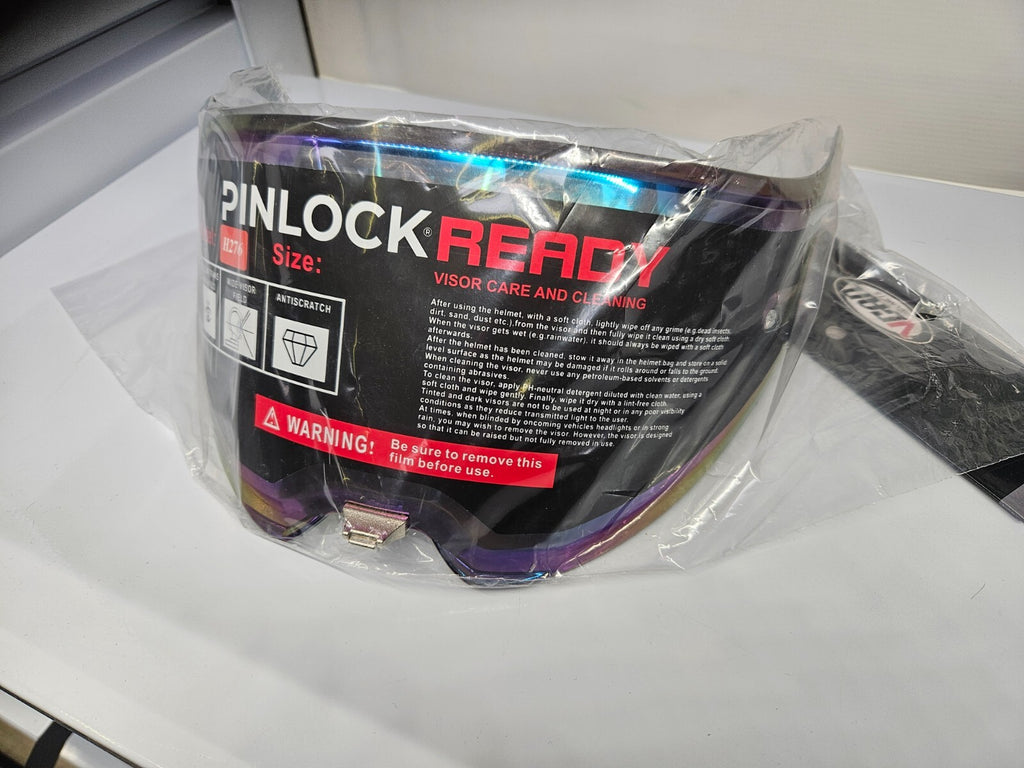 PINLOCK® READY
H276
Size:
VISOR CARE AND CLEANING
WIDE VISOR
FIELD
ANTISCRATCH
After using the helmet, with a soft cloth, lightly wipe off any grime (e.g.dead insects,
dirt, sand, dust etc.),from the visor and then fully wipe it clean using a dry soft cloth.
When the visor gets wet (e.g.rainwater), it should always be wiped with a soft cloth
afterwards.
After the helmet has been cleaned, stow it away in the helmet bag and store on a solid
level surface as the helmet may be damaged if it rolls around or falls to the ground.
When cleaning the visor, never use any petroleum-based solvents or detergents
containing abrasives.
To clean the visor, apply PH-neutral detergent diluted with clean water, using a
soft cloth and wipe gently. Finally, wipe it dry with a lint-free cloth.
Tinted and dark visors are not to be used at night or in any poor visibility
conditions as they reduce transmitted light to the user.
At times, when blinded by oncoming vehicles headlights or in strong
rain, you may wish to remove the visor. However, the visor is designed
so that it can be raised but not fully removed in use.
WARNING!
Be sure to remove this
film before use.